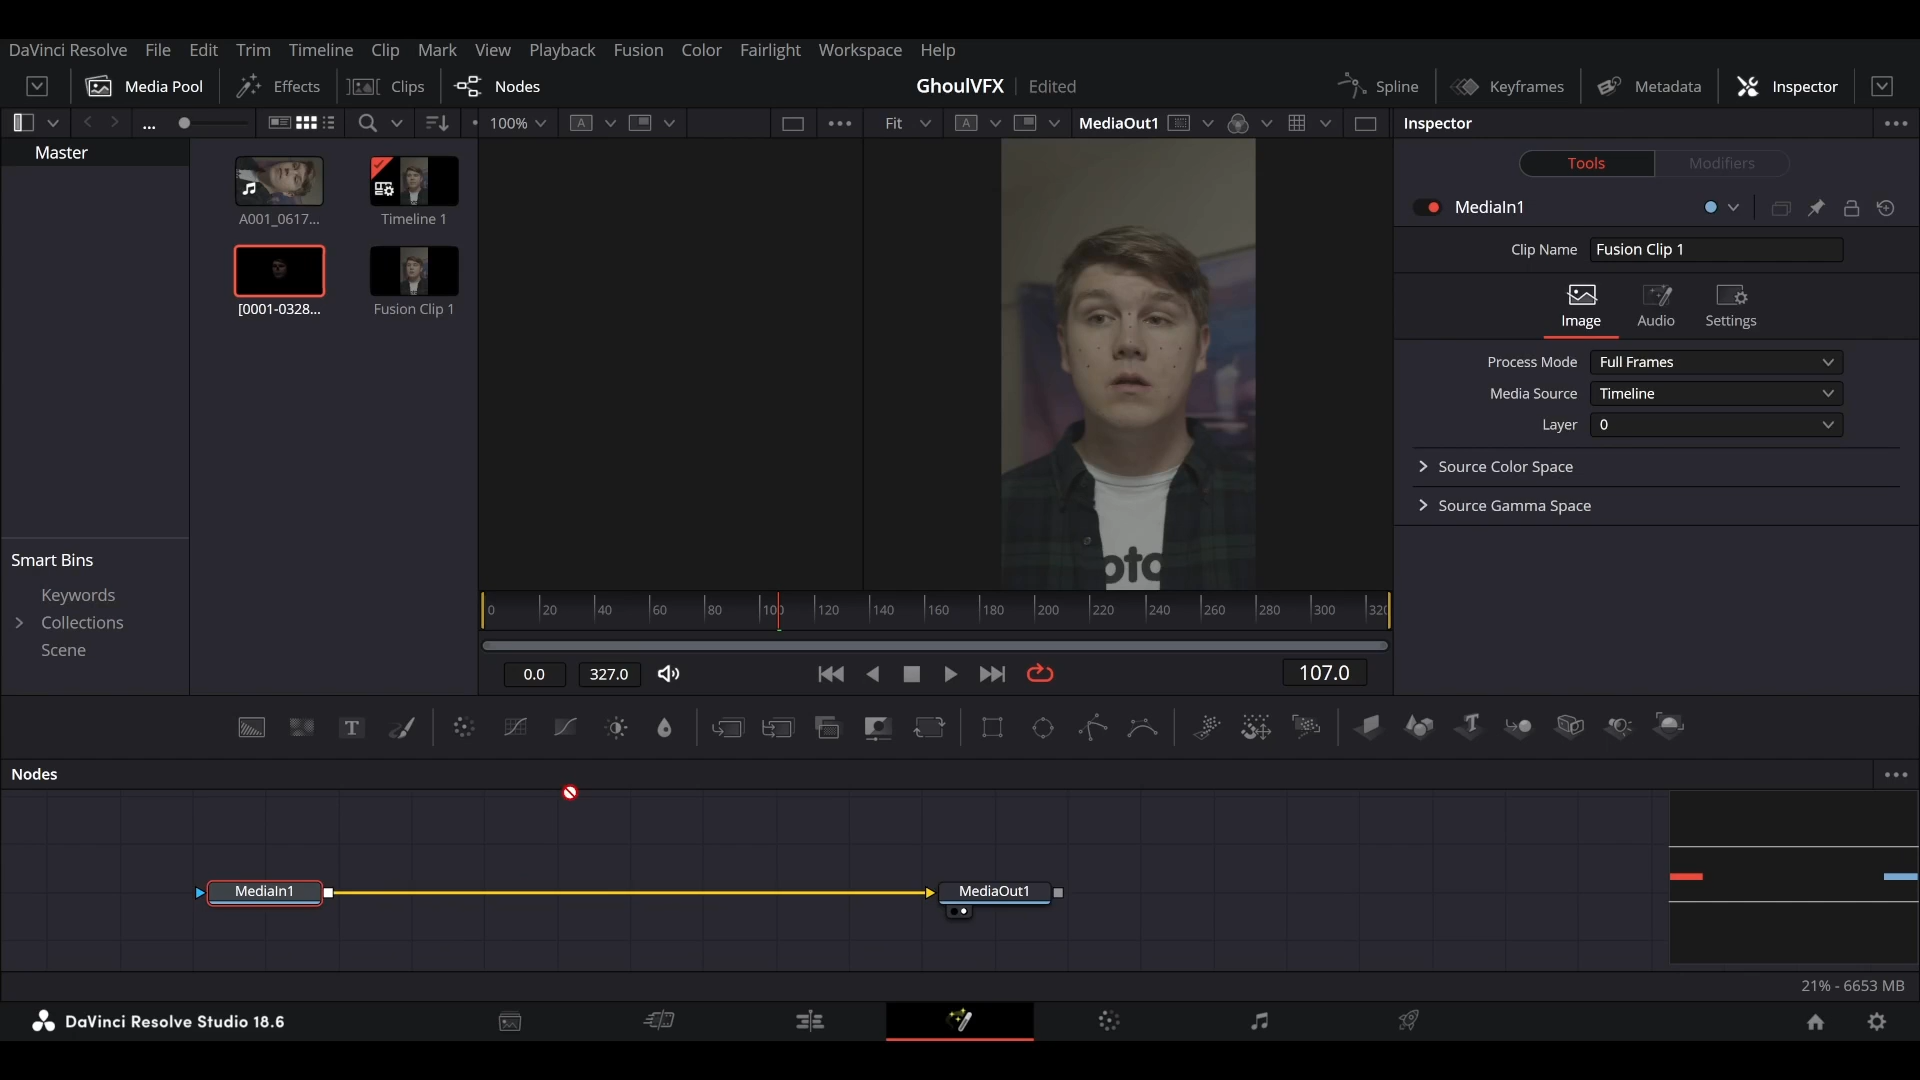 DaVinci Resolve File Edit Trim Timeline Clip Mark View Playback Fusion Color Fairlight Workspace Help
Media Pool Effects Clips Nodes GhoulVFX Edited Spline Keyframes Metadata Inspector
... 100% A Fit A MediaOut1 Inspector
Master
Tools Modifiers
A001_0617... Timeline 1
MediaIn1
Clip Name Fusion Clip 1
[0001-0328... Fusion Clip 1
Image Audio Settings
Process Mode Full Frames
Media Source Timeline
Layer 0
Source Color Space
Source Gamma Space
Smart Bins
Keywords
Collections
Scene
oto
0 20 40 60 80 100 120 140 160 180 200 220 240 260 280 300 320
0.0 327.0 107.0
T T
Nodes
MediaIn1 MediaOut1
21% - 6653 MB
DaVinci Resolve Studio 18.6